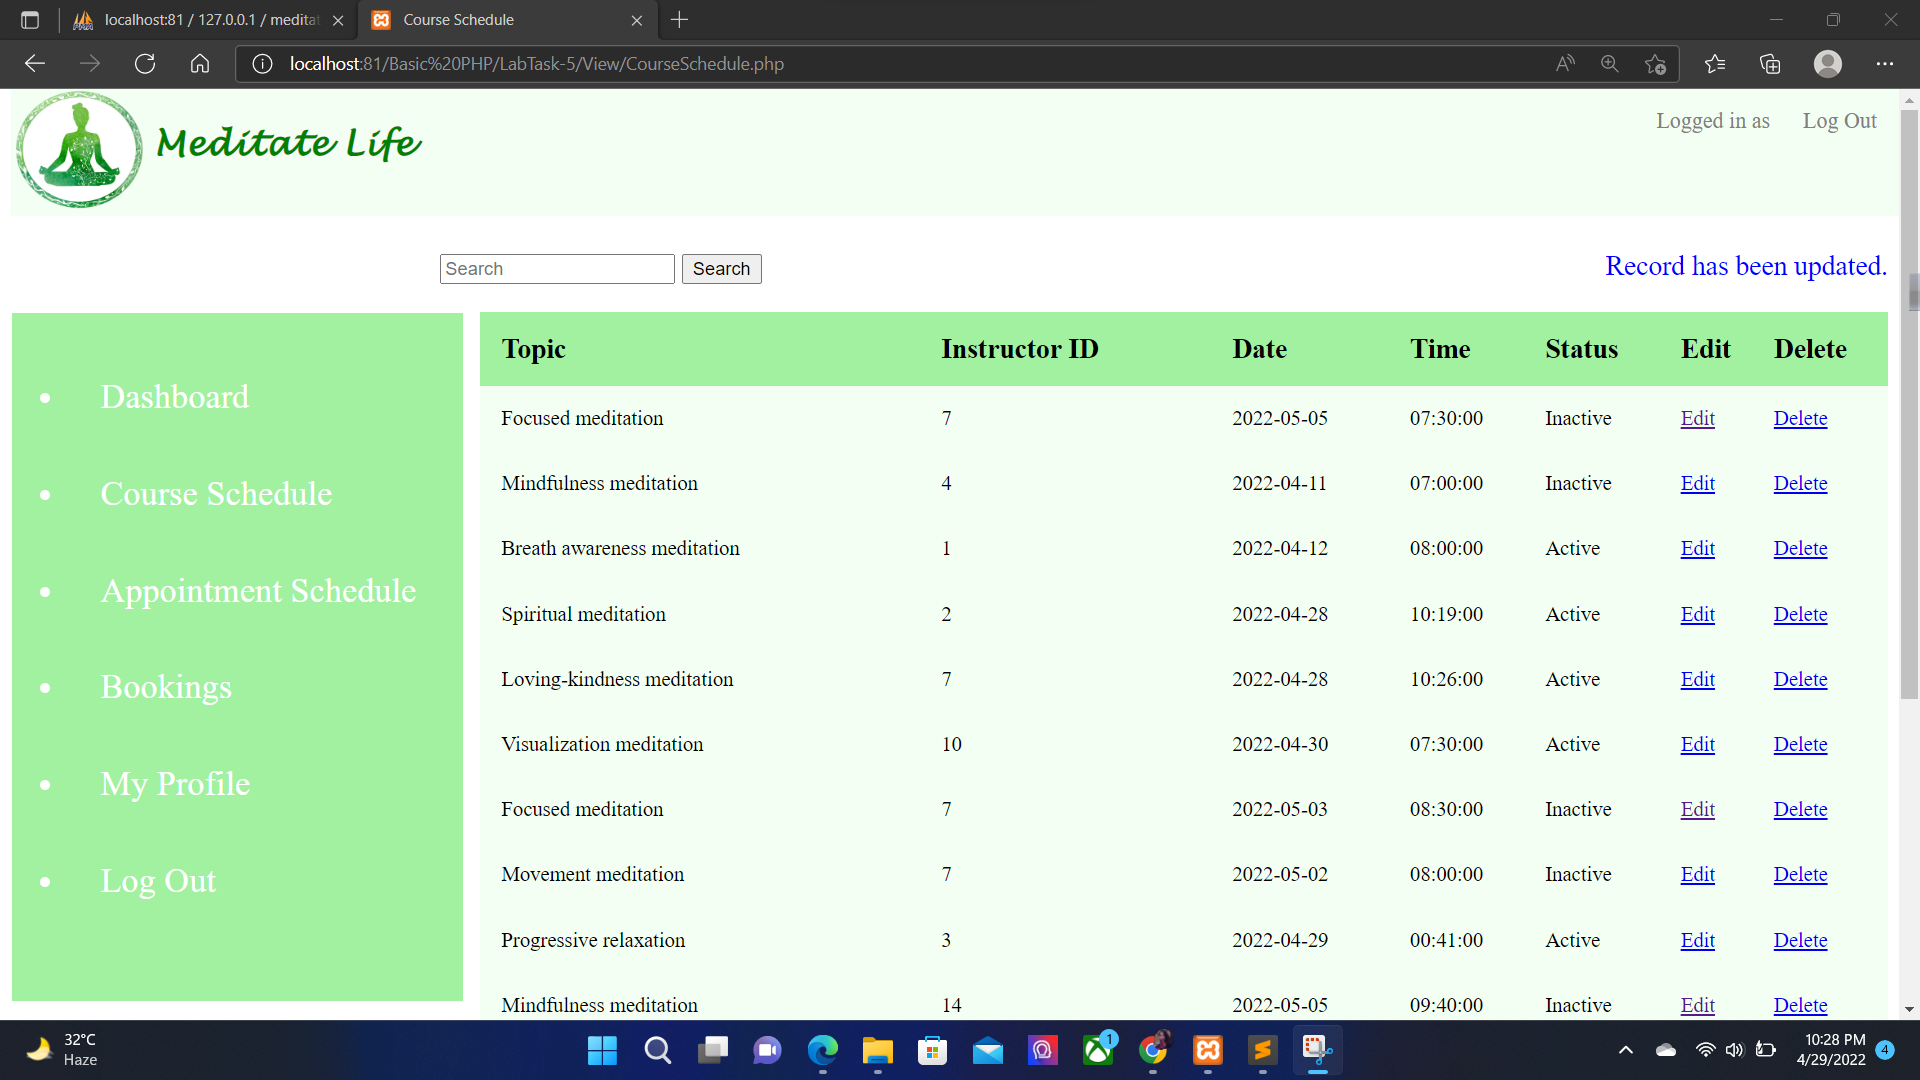 localhost:81 / 127.0.0.1 / medita
Course Schedule
localhost:81/Basic%20PHP/LabTask-5/View/CourseSchedule.php
Meditate Life
Logged in as Log Out
Search Search
Record has been updated.
Dashboard
Course Schedule
Appointment Schedule
Bookings
My Profile
Log Out
Topic Instructor ID Date Time Status Edit Delete
Focused meditation 7 2022-05-05 07:30:00 Inactive Edit Delete
Mindfulness meditation 4 2022-04-11 07:00:00 Inactive Edit Delete
Breath awareness meditation 1 2022-04-12 08:00:00 Active Edit Delete
Spiritual meditation 2 2022-04-28 10:19:00 Active Edit Delete
Loving-kindness meditation 7 2022-04-28 10:26:00 Active Edit Delete
Visualization meditation 10 2022-04-30 07:30:00 Active Edit Delete
Focused meditation 7 2022-05-03 08:30:00 Inactive Edit Delete
Movement meditation 7 2022-05-02 08:00:00 Inactive Edit Delete
Progressive relaxation 3 2022-04-29 00:41:00 Active Edit Delete
Mindfulness meditation 14 2022-05-05 09:40:00 Inactive Edit Delete
32°C
Haze
1
10:28 PM
4/29/2022
4